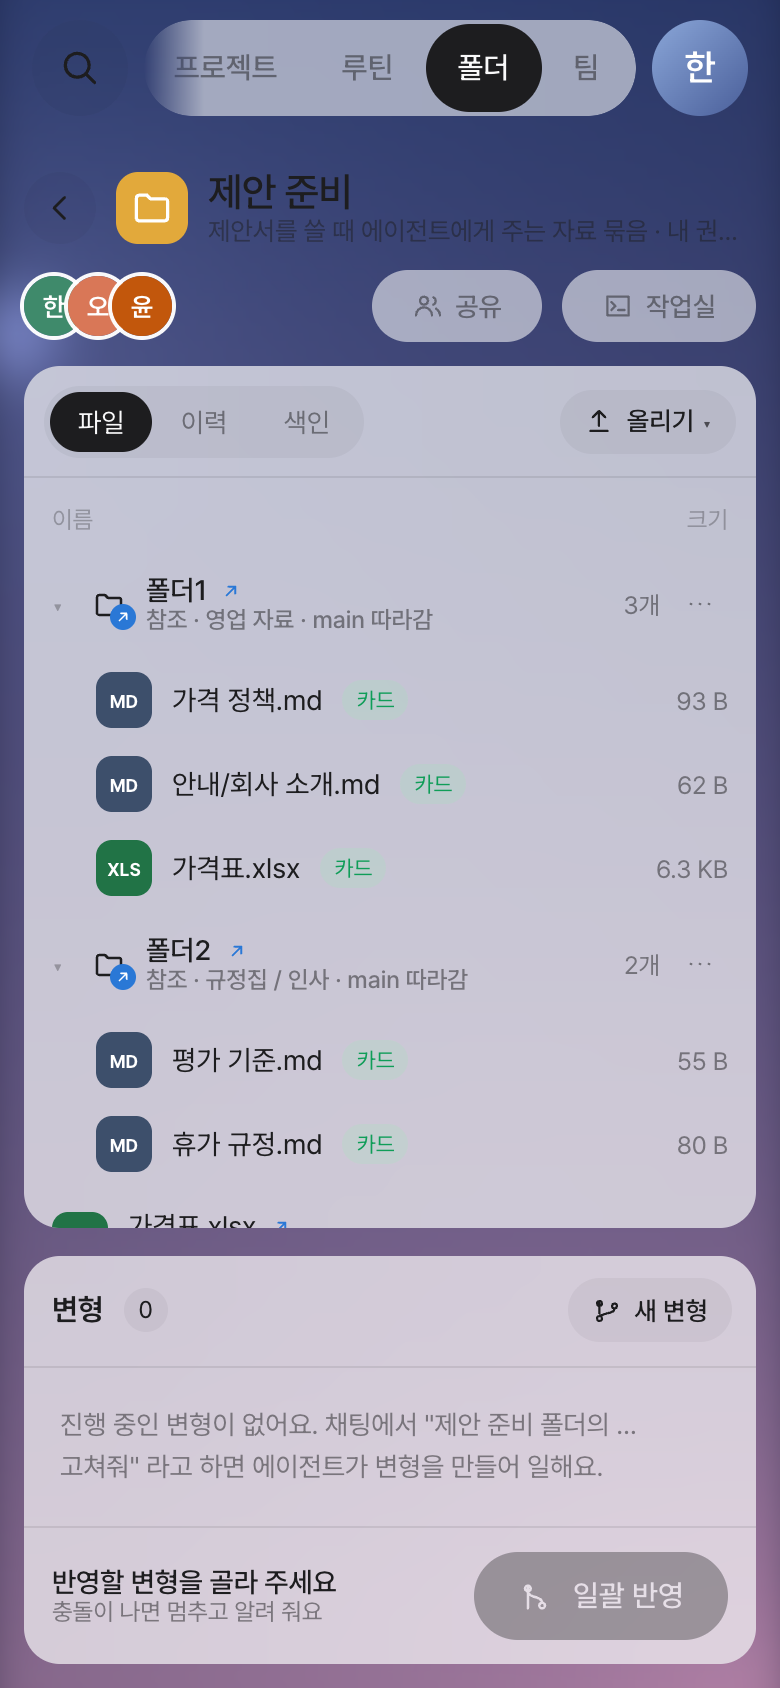 프로젝트 루틴 폴더 팀 한
제안 준비
제안서를 쓸 때 에이전트에게 주는 자료 묶음 · 내 권...
한 오 윤 공유 작업실
파일 이력 색인 올리기
이름 크기
폴더1 3개 ...
참조 · 영업 자료 · main 따라감
MD 가격 정책.md 카드 93 B
MD 안내/회사 소개.md 카드 62 B
XLS 가격표.xlsx 카드 6.3 KB
폴더2 2개 ...
참조 · 규정집 / 인사 · main 따라감
MD 평가 기준.md 카드 55 B
MD 휴가 규정.md 카드 80 B
가격표.xlsx
변형 0 새 변형
진행 중인 변형이 없어요. 채팅에서 "제안 준비 폴더의 ...
고쳐줘" 라고 하면 에이전트가 변형을 만들어 일해요.
반영할 변형을 골라 주세요 일괄 반영
충돌이 나면 멈추고 알려 줘요